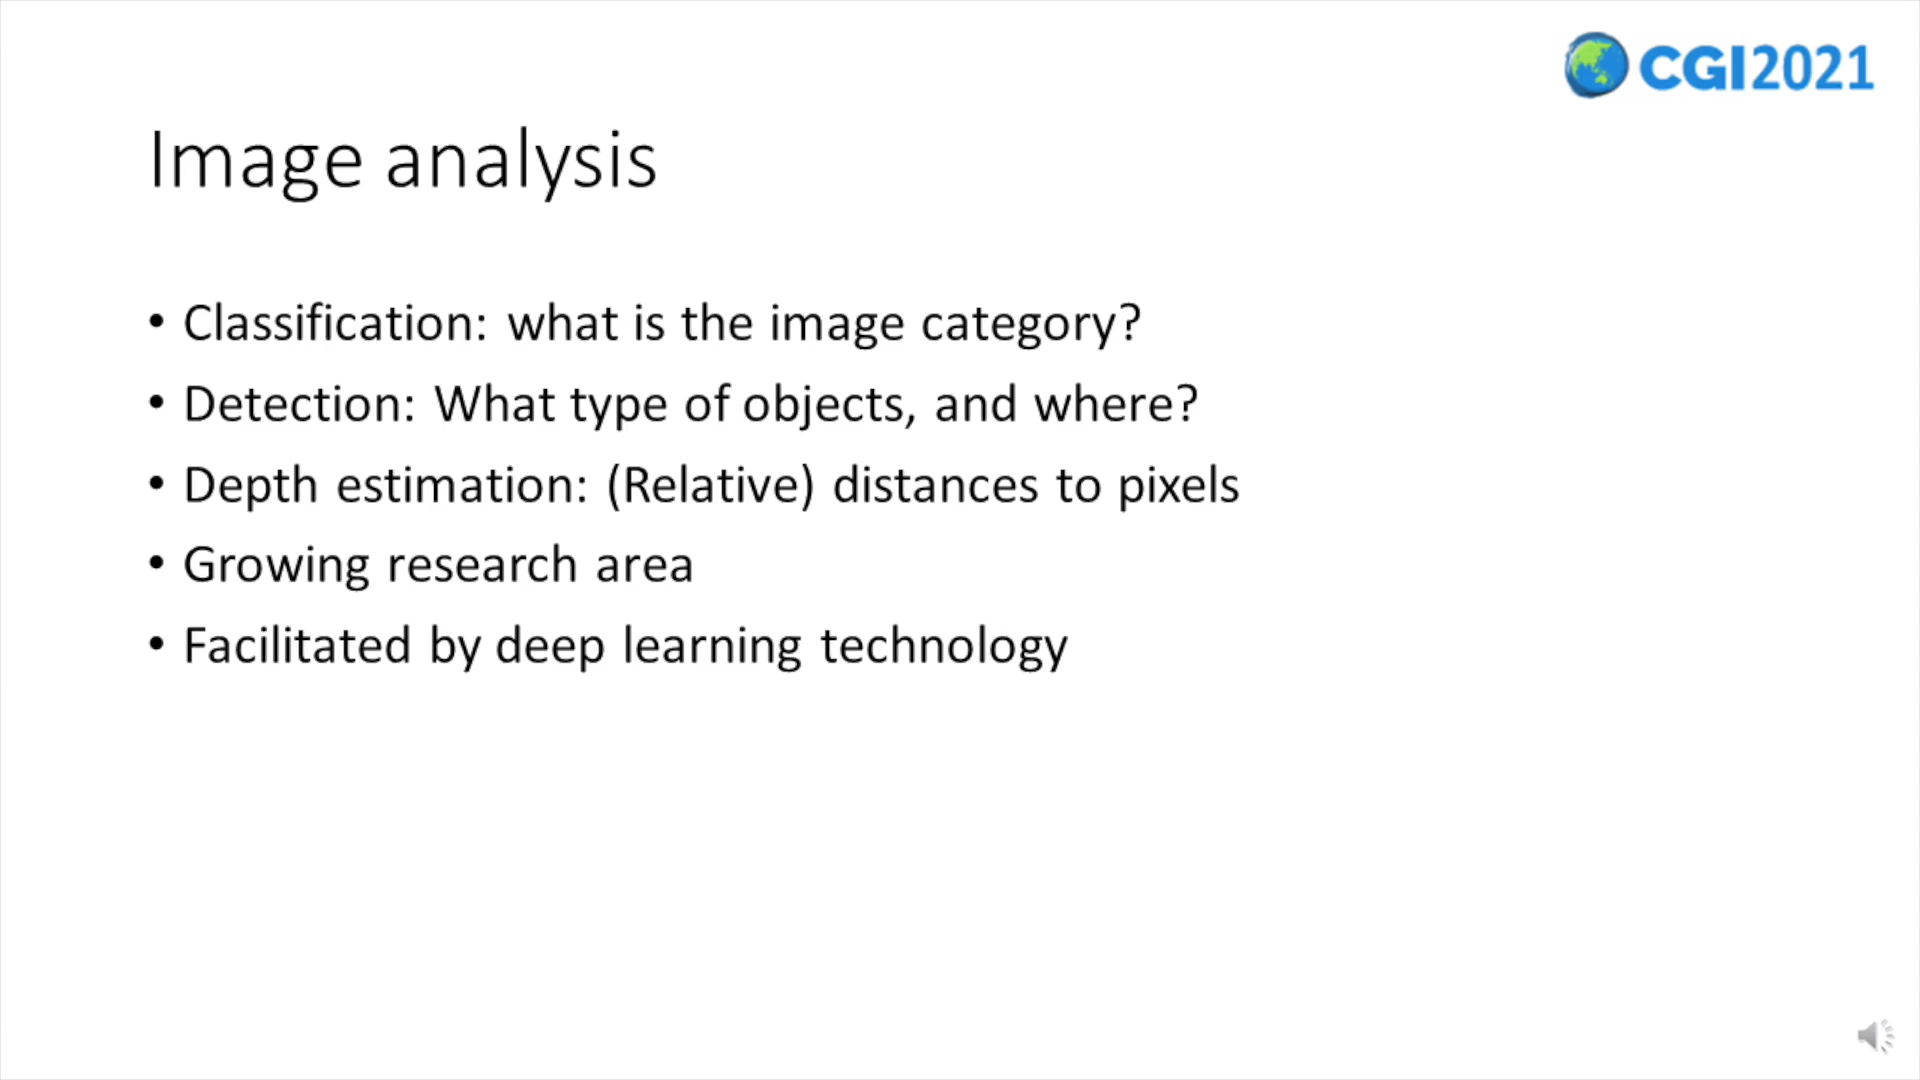 CGI2021
Image analysis
• Classification: what is the image category?
• Detection: What type of objects, and where?
• Depth estimation: (Relative) distances to pixels
• Growing research area
• Facilitated by deep learning technology